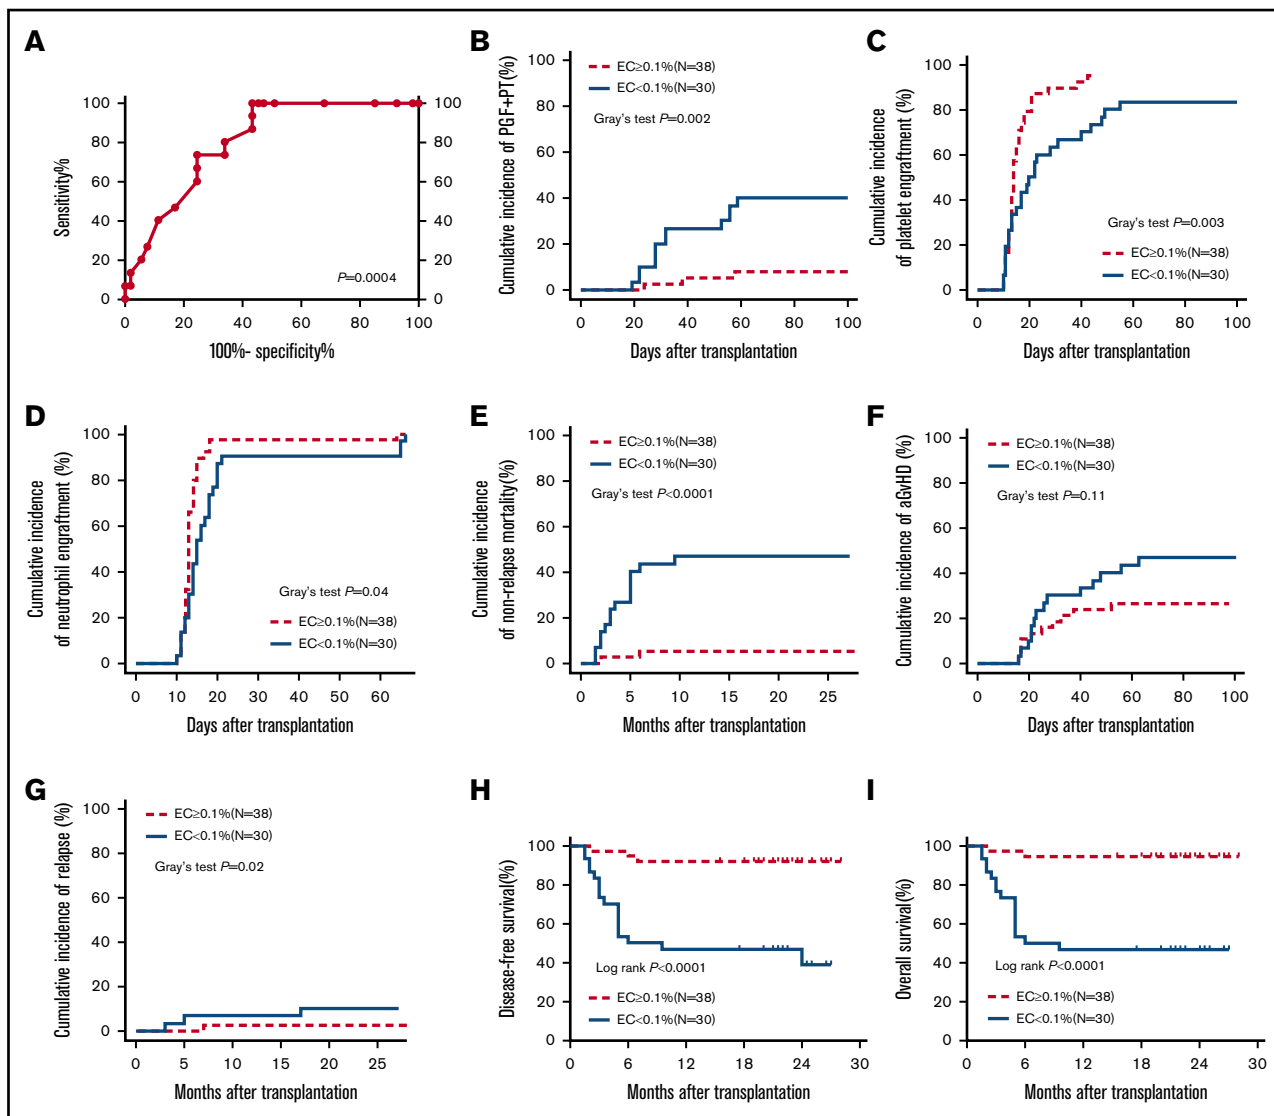 A
Sensitivity%
100
80
60
40
20
0
100
80
60
40
20
0
P=0.0004
0 20 40 60 80 100
100%- specificity%
B
Cumulative incidence of PGF+PT(%)
100
80
60
40
20
0
EC≥0.1%(N=38)
EC<0.1%(N=30)
Gray's test P=0.002
0 20 40 60 80 100
Days after transplantation
C
Cumulative incidence
of platelet engraftment (%)
100
80
60
40
20
0
Gray's test P=0.003
EC≥0.1%(N=38)
EC<0.1%(N=30)
0 20 40 60 80 100
Days after transplantation
D
Cumulative incidence
of neutrophil engraftment (%)
100
80
60
40
20
0
Gray's test P=0.04
EC≥0.1%(N=38)
EC<0.1%(N=30)
0 10 20 30 40 50 60
Days after transplantation
E
Cumulative incidence
of non-relapse mortality(%)
100
80
60
40
20
0
EC≥0.1%(N=38)
EC<0.1%(N=30)
Gray's test P<0.0001
0 5 10 15 20 25
Months after transplantation
F
Cumulative incidence of aGvHD (%)
100
80
60
40
20
0
EC≥0.1%(N=38)
EC<0.1%(N=30)
Gray's test P=0.11
0 20 40 60 80 100
Days after transplantation
G
Cumulative incidence of relapse (%)
100
80
60
40
20
0
EC≥0.1%(N=38)
EC<0.1%(N=30)
Gray's test P=0.02
0 5 10 15 20 25
Months after transplantation
H
Disease-free survival(%)
100
80
60
40
20
0
Log rank P<0.0001
EC≥0.1%(N=38)
EC<0.1%(N=30)
0 6 12 18 24 30
Months after transplantation
I
Overall survival(%)
100
80
60
40
20
0
Log rank P<0.0001
EC≥0.1%(N=38)
EC<0.1%(N=30)
0 6 12 18 24 30
Months after transplantation